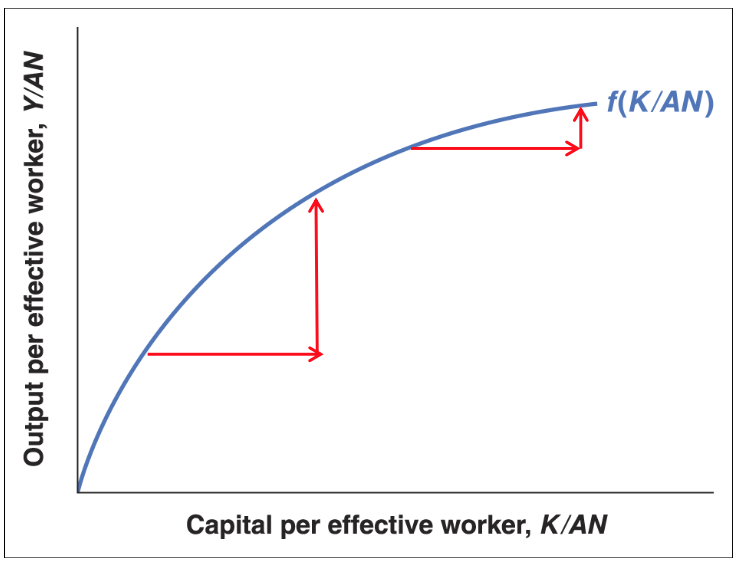 Output per effective worker, Y/AN
f(K/AN)
Capital per effective worker, K/AN